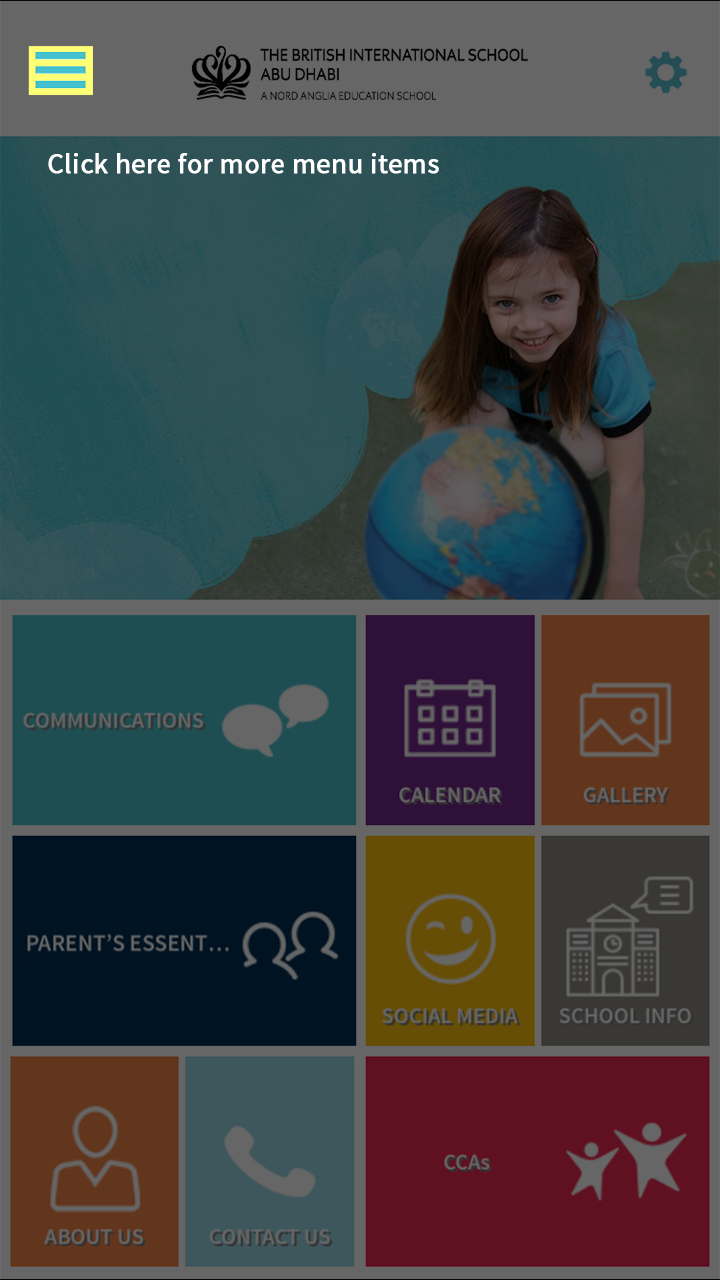 THE BRITISH INTERNATIONAL SCHOOL
ABU DHABI
A NORD ANGLIA EDUCATION SCHOOL
Click here for more menu items
COMMUNICATIONS
CALENDAR
GALLERY
PARENT'S ESSENT...
SOCIAL MEDIA
SCHOOL INFO
ABOUT US
CONTACT US
CCAs